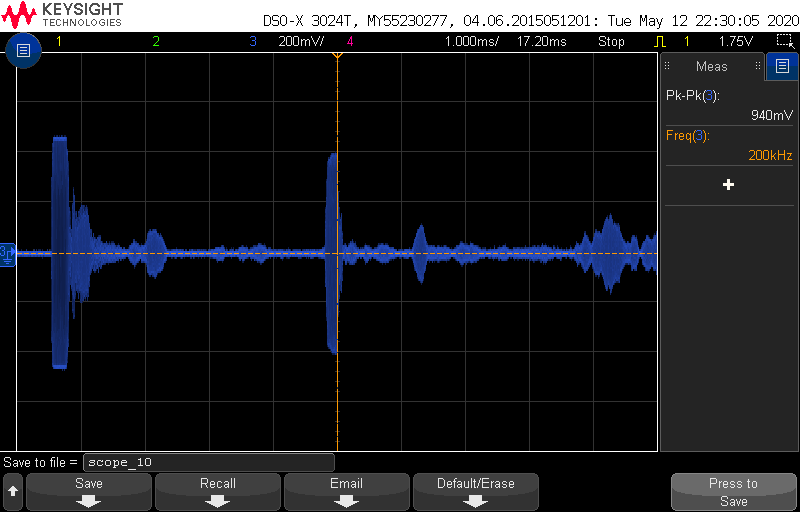 KEYSIGHT
TECHNOLOGIES
DSO-X 3024T, MY55230277, 04.06.2015051201: Tue May 12 22:30:05 2020
1 2 3 200mV/ 4 1.000ms/ 17.20ms Stop 1 1.75V
Meas
Pk-Pk(3):
940mV
Freq(3):
200kHz
3
Save to file = scope_10
Save Recall Email Default/Erase Press to
Save